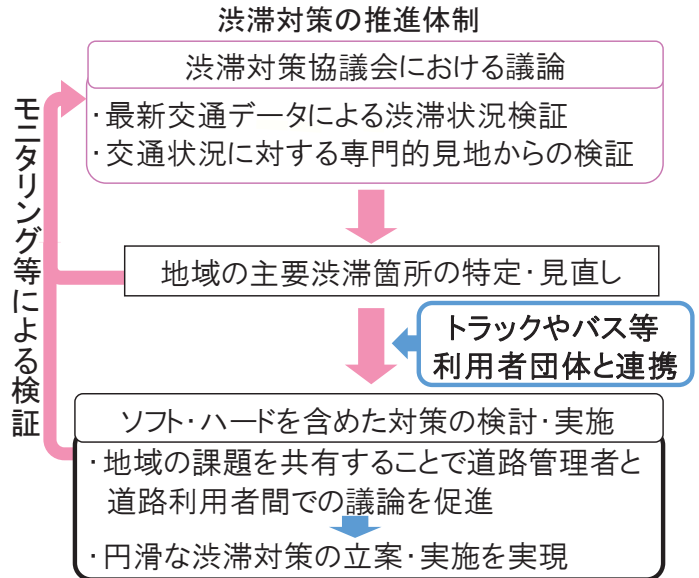 渋滞対策の推進体制
渋滞対策協議会における議論
・最新交通データによる渋滞状況検証
・交通状況に対する専門的見地からの検証
モニタリング等による検証
地域の主要渋滞箇所の特定・見直し
トラックやバス等
利用者団体と連携
ソフト・ハードを含めた対策の検討・実施
・地域の課題を共有することで道路管理者と
道路利用者間での議論を促進
・円滑な渋滞対策の立案・実施を実現